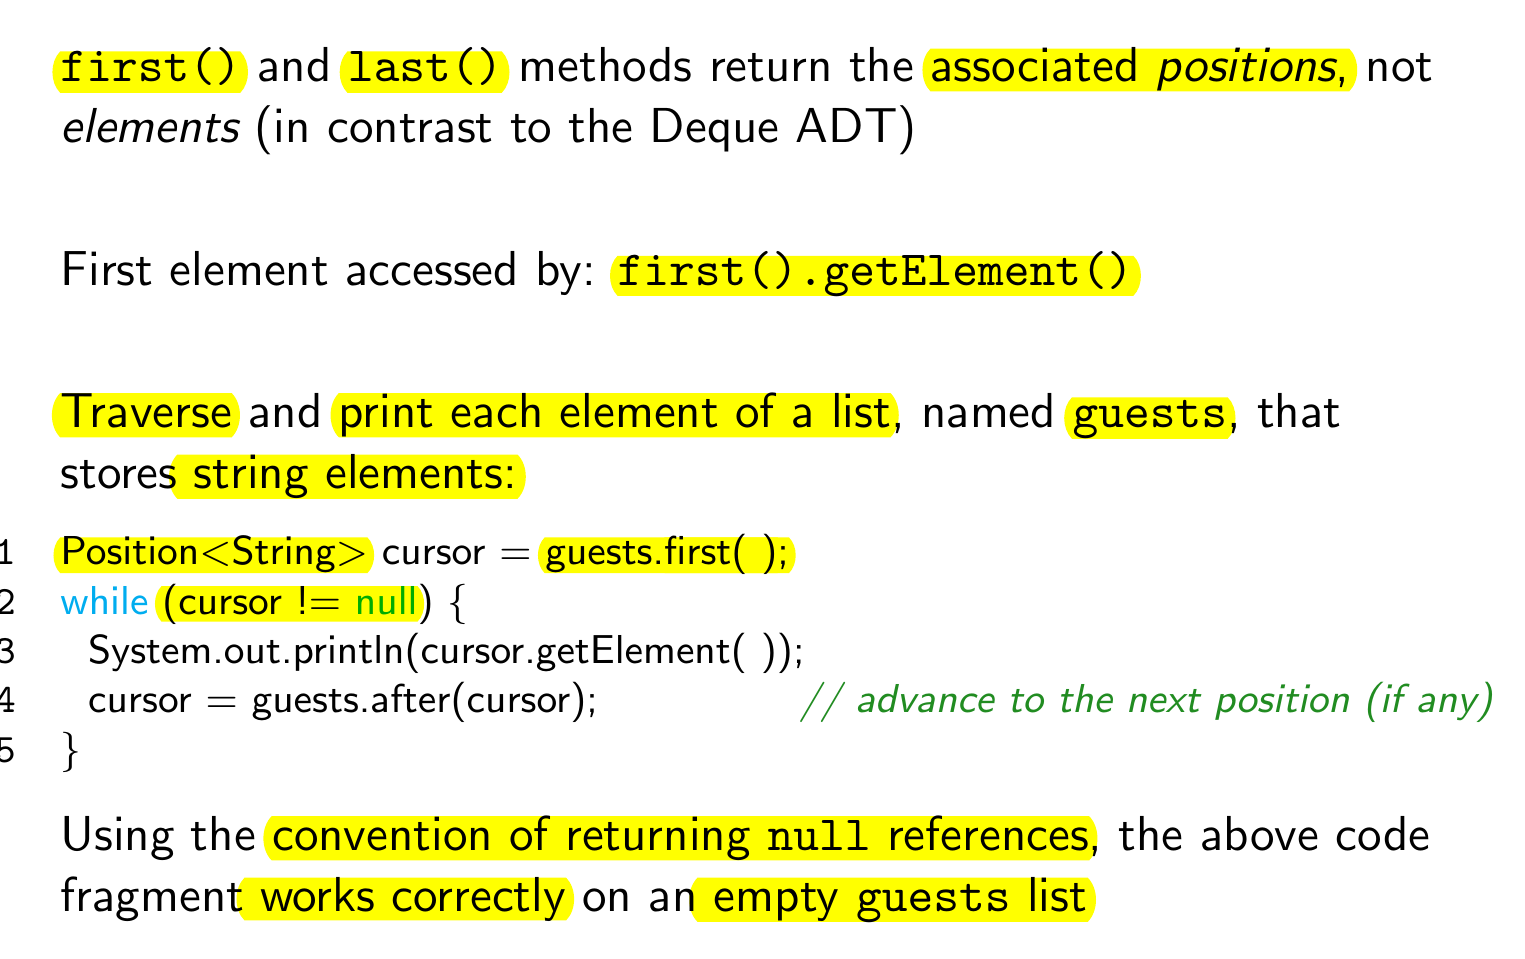 first() and last() methods return the associated positions, not
elements (in contrast to the Deque ADT)
First element accessed by: first().getElement()
Traverse and print each element of a list, named guests, that
stores string elements:
1 Position<String> cursor = guests.first( );
2 while (cursor != null) {
3 System.out.println(cursor.getElement( ));
4 cursor = guests.after(cursor); // advance to the next position (if any)
5 }
Using the convention of returning null references, the above code
fragment works correctly on an empty guests list